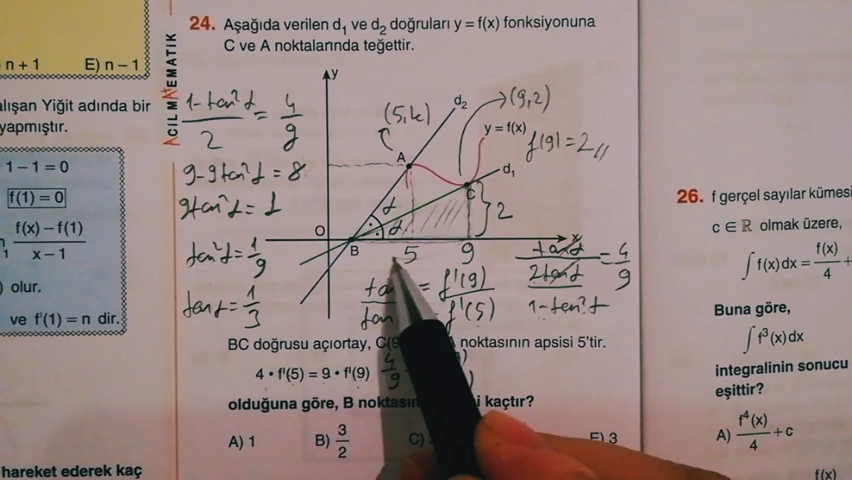 n + 1 E) n − 1
alışan Yiğit adında bir
yapmıştır.
1 − 1 = 0
f(1) = 0
f(x) − f(1)
x − 1
olur.
ve f'(1) = n dir.
hareket ederek kaç
ACIL MATEMATİK
24. Aşağıda verilen d₁ ve d₂ doğruları y = f(x) fonksiyonuna
C ve A noktalarında teğettir.
y
(5,k)
d₂
(9,2)
y = f(x)
f(9) = 2
A
d₁
C
2
α
α
O
B
5
9
x
1 − tan²α / 2 = 4/9
9 − 9tan²α = 8
9tan²α = 1
tan²α = 1/9
tanα = 1/3
= f'(9)
f'(5)
tanα / (2tanα / 1 − tan²α) = 4/9
BC doğrusu açıortay, C(9 noktasının apsisi 5'tir.
4 • f'(5) = 9 • f'(9) 4/9
olduğuna göre, B kaçtır?
A) 1 B) 3/2 E) 3
26. f gerçel sayılar kümesi
c ∈ ℝ olmak üzere,
∫ f(x) dx = f(x)/4 +
Buna göre,
∫ f³(x) dx
integralinin sonucu
eşittir?
A) f⁴(x)/4 + c
f(x)